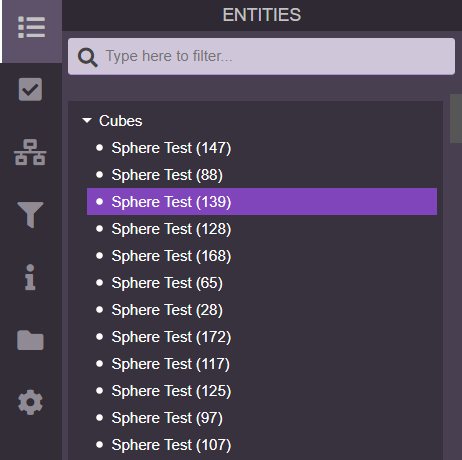 ENTITIES
Type here to filter...
Cubes
Sphere Test (147)
Sphere Test (88)
Sphere Test (139)
Sphere Test (128)
Sphere Test (168)
Sphere Test (65)
Sphere Test (28)
Sphere Test (172)
Sphere Test (117)
Sphere Test (125)
Sphere Test (97)
Sphere Test (107)